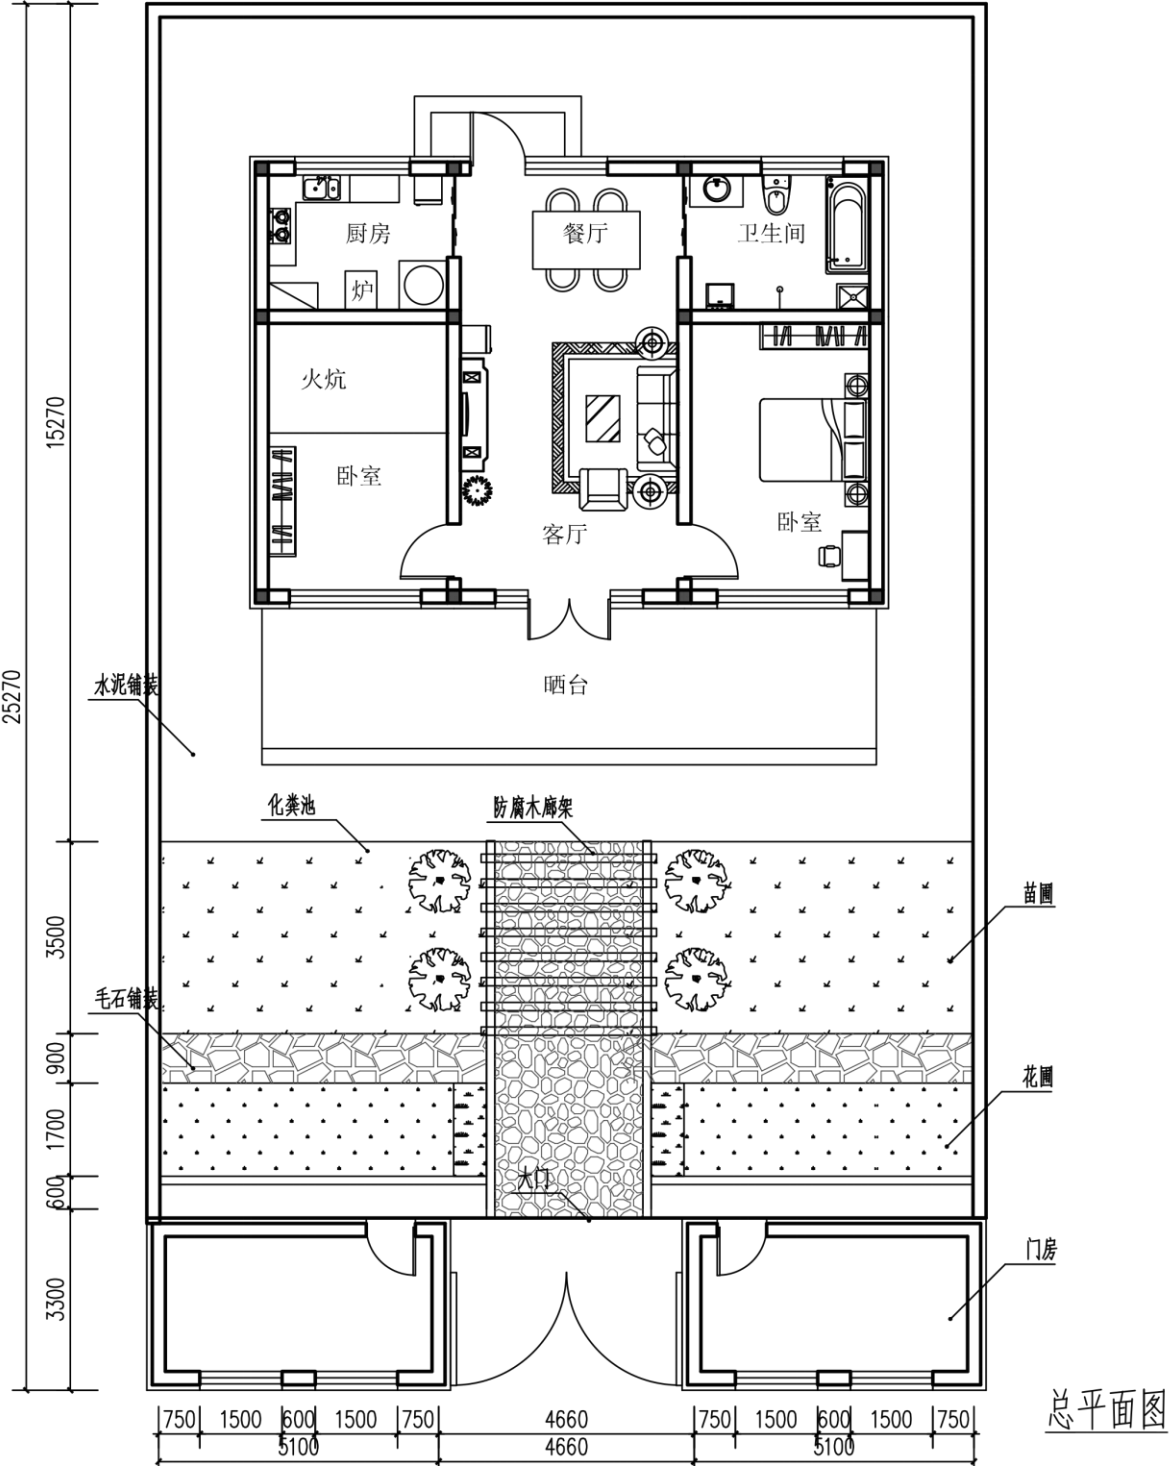 厨房
餐厅
卫生间
炉
火炕
卧室
客厅
卧室
晒台
水泥铺装
化粪池
防腐木廊架
苗圃
毛石铺装
花圃
大门
门房
15270
25270
3500
900
1700
600
3300
750 1500 600 1500 750 4660 750 1500 600 1500 750
5100 4660 5100
总平面图